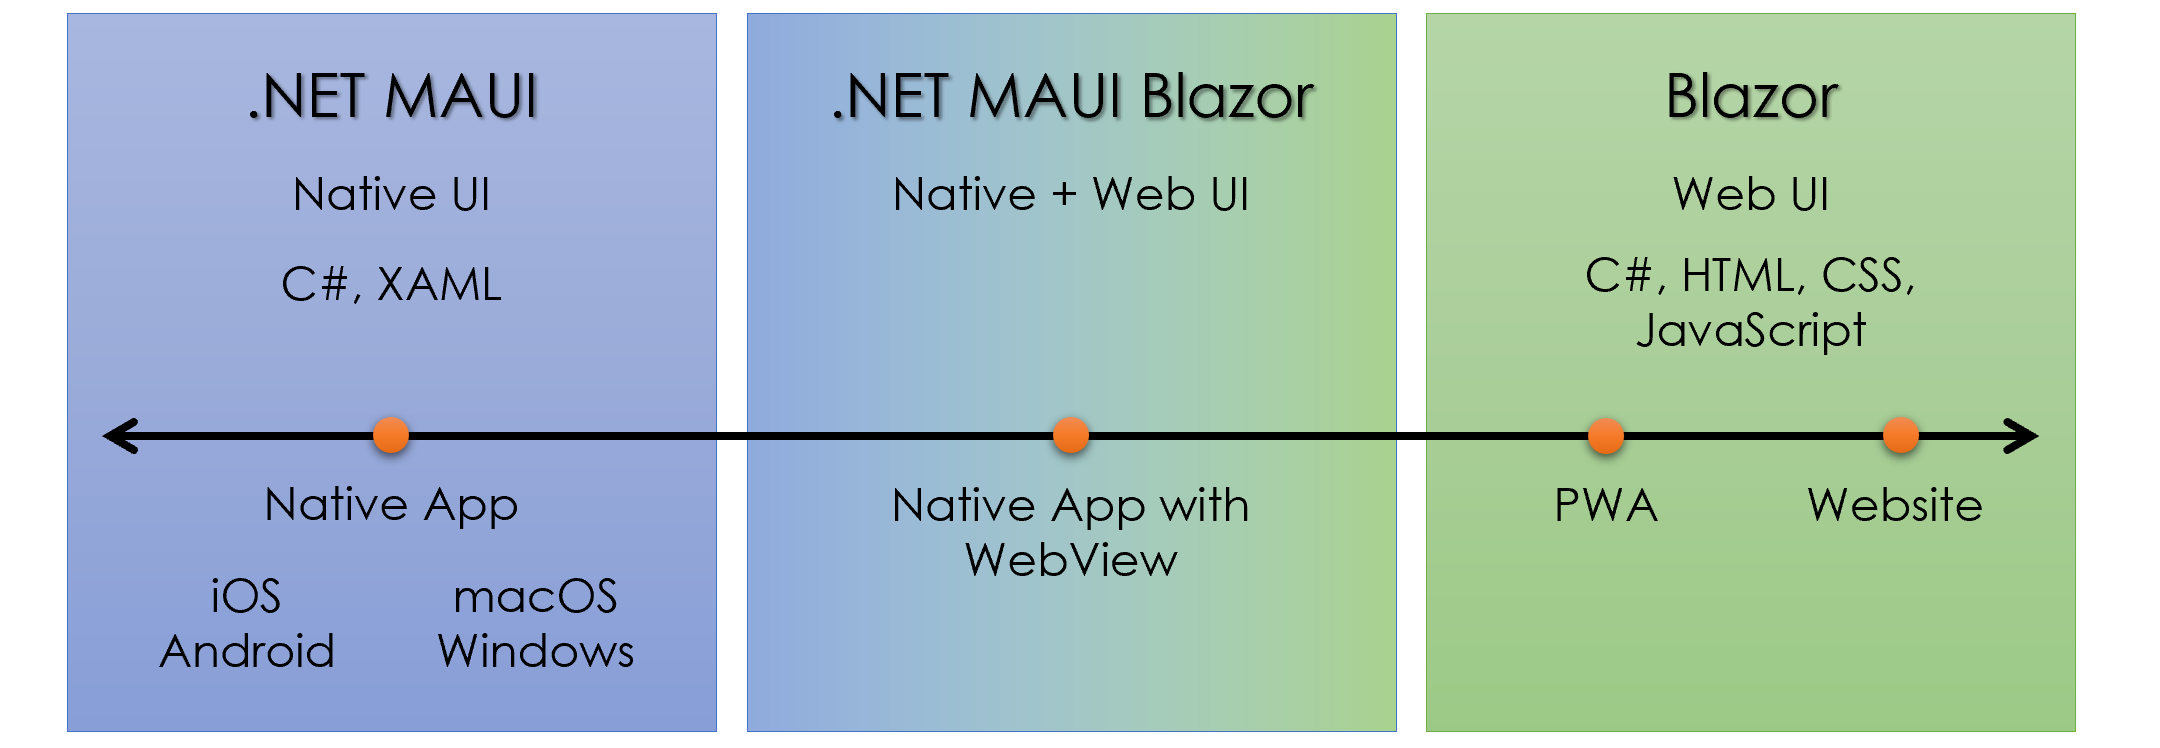 .NET MAUI
Native UI
C#, XAML
Native App
iOS
Android
macOS
Windows
.NET MAUI Blazor
Native + Web UI
Native App with
WebView
Blazor
Web UI
C#, HTML, CSS,
JavaScript
PWA
Website